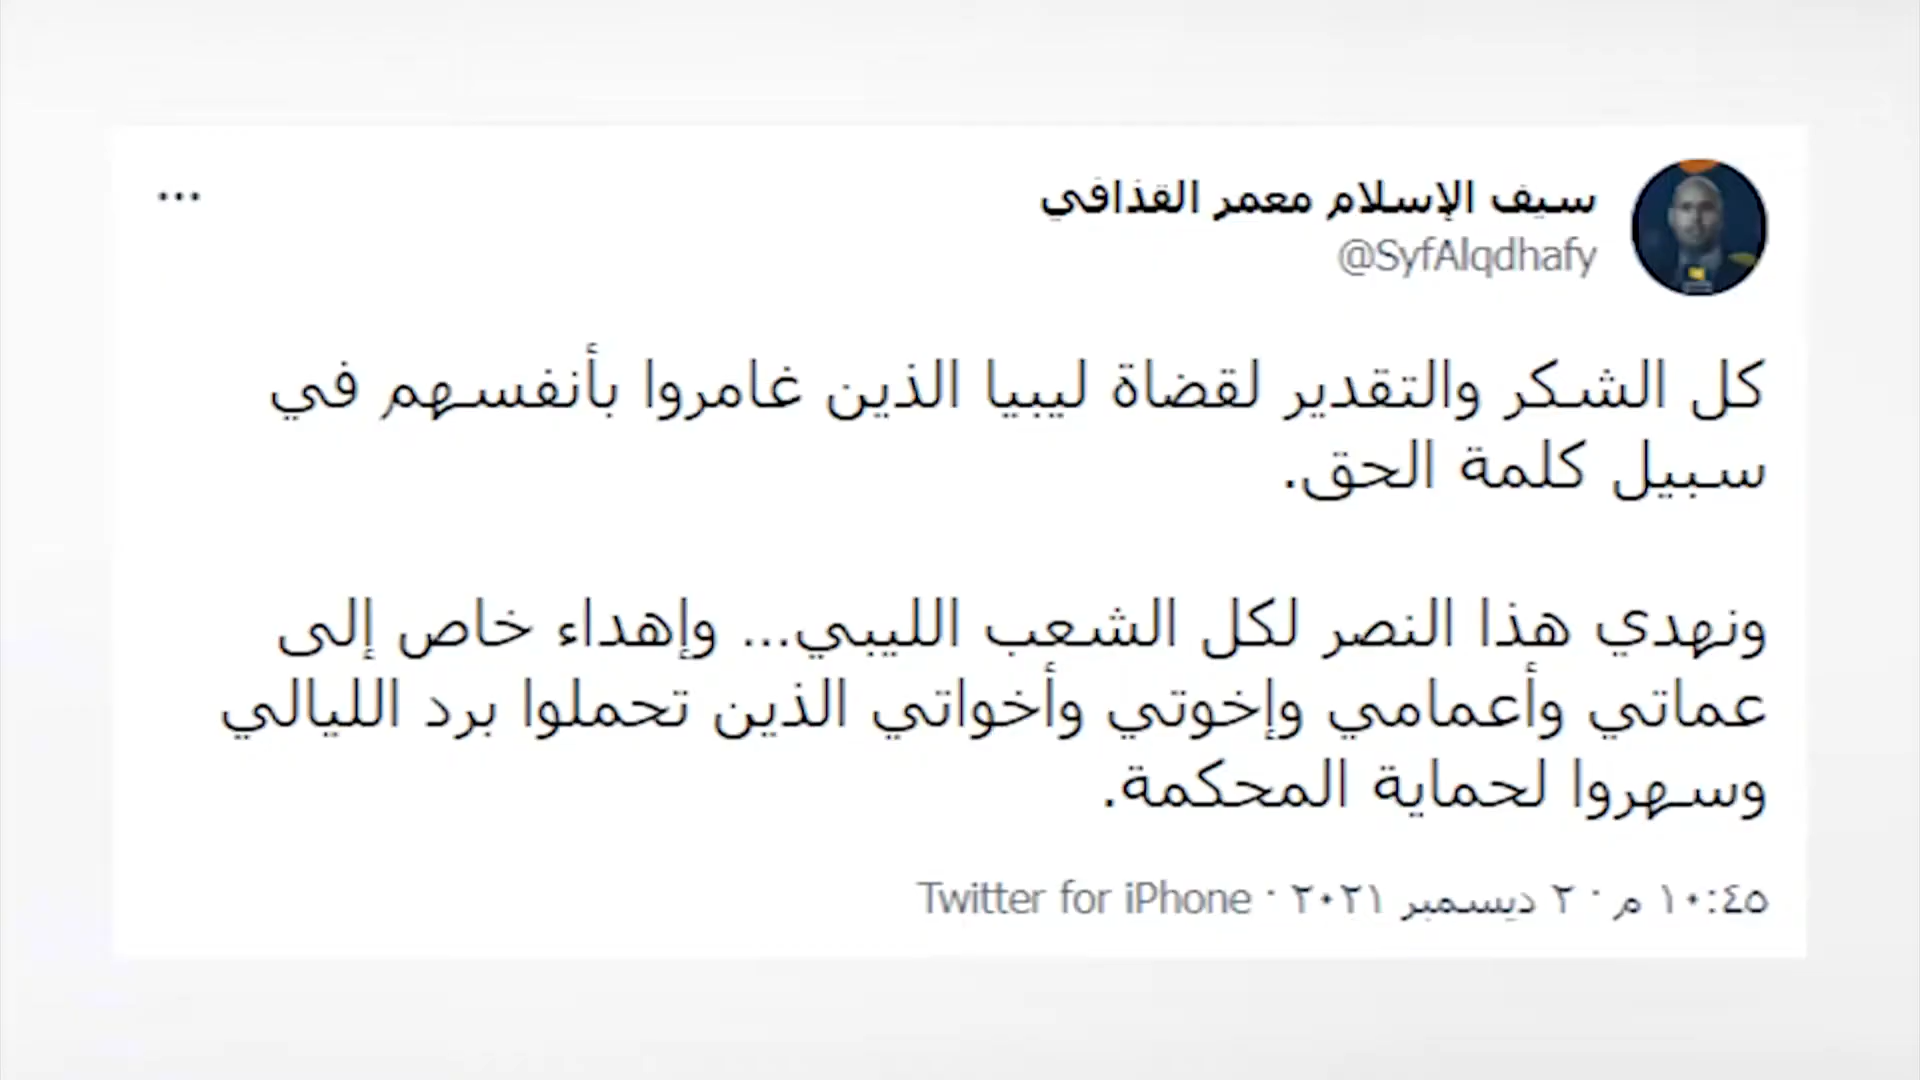 سيف الإسلام معمر القذافي
@SyfAlqdhafy
كل الشكر والتقدير لقضاة ليبيا الذين غامروا بأنفسهم في
سبيل كلمة الحق.
ونهدي هذا النصر لكل الشعب الليبي... وإهداء خاص إلى
عماتي وأعمامي وإخوتي وأخواتي الذين تحملوا برد الليالي
وسهروا لحماية المحكمة.
١٠:٤٥ م · ٢ ديسمبر ٢٠٢١ · Twitter for iPhone